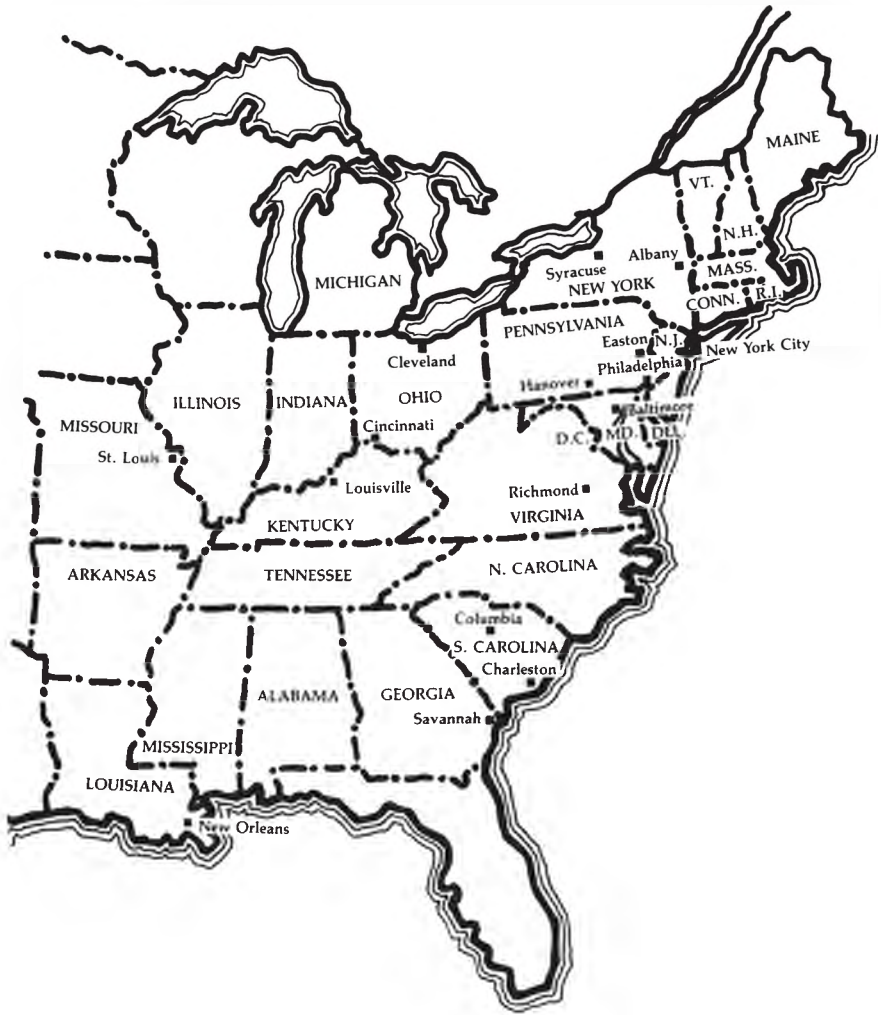 MAINE
VT.
N.H.
Albany
Syracuse
MASS.
NEW YORK
MICHIGAN
CONN.
R.I.
PENNSYLVANIA
Easton
N.J.
New York City
Cleveland
Philadelphia
Hanover
OHIO
ILLINOIS
INDIANA
Baltimore
MISSOURI
Cincinnati
D.C.
MD.
DEL.
St. Louis
Louisville
Richmond
VIRGINIA
KENTUCKY
N. CAROLINA
ARKANSAS
TENNESSEE
Columbia
S. CAROLINA
Charleston
ALABAMA
GEORGIA
Savannah
MISSISSIPPI
LOUISIANA
New Orleans